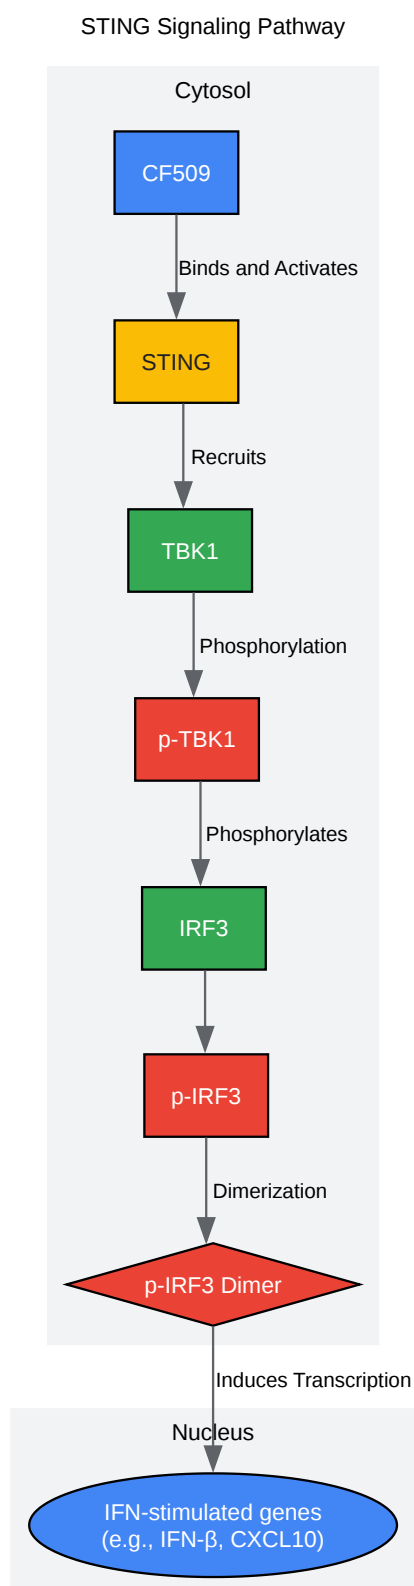 STING Signaling Pathway
Cytosol
CF509
Binds and Activates
STING
Recruits
TBK1
Phosphorylation
p-TBK1
Phosphorylates
IRF3
p-IRF3
Dimerization
p-IRF3 Dimer
Induces Transcription
Nucleus
IFN-stimulated genes
(e.g., IFN-β, CXCL10)